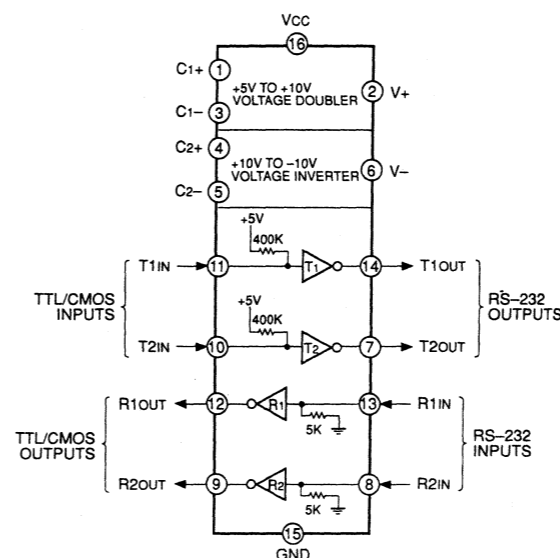 VCC
16
C1+ 1
+5V TO +10V
VOLTAGE DOUBLER
2 V+
C1– 3
C2+ 4
+10V TO –10V
VOLTAGE INVERTER
6 V–
C2– 5
+5V
400K
T1IN 11 T1 14 T1OUT
TTL/CMOS
INPUTS
RS-232
OUTPUTS
+5V
400K
T2IN 10 T2 7 T2OUT
R1OUT 12 R1 13 R1IN
5K
TTL/CMOS
OUTPUTS
RS-232
INPUTS
R2OUT 9 R2 8 R2IN
5K
15
GND